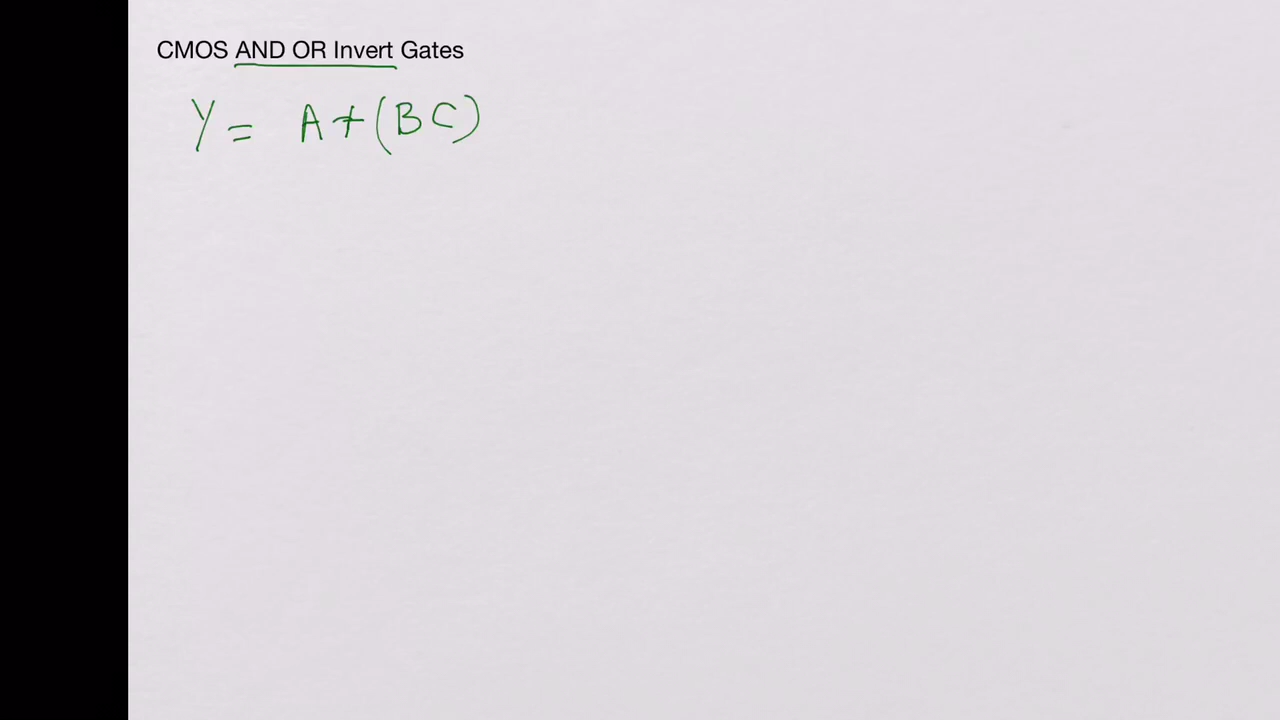 CMOS AND OR Invert Gates
Y = A + (BC)